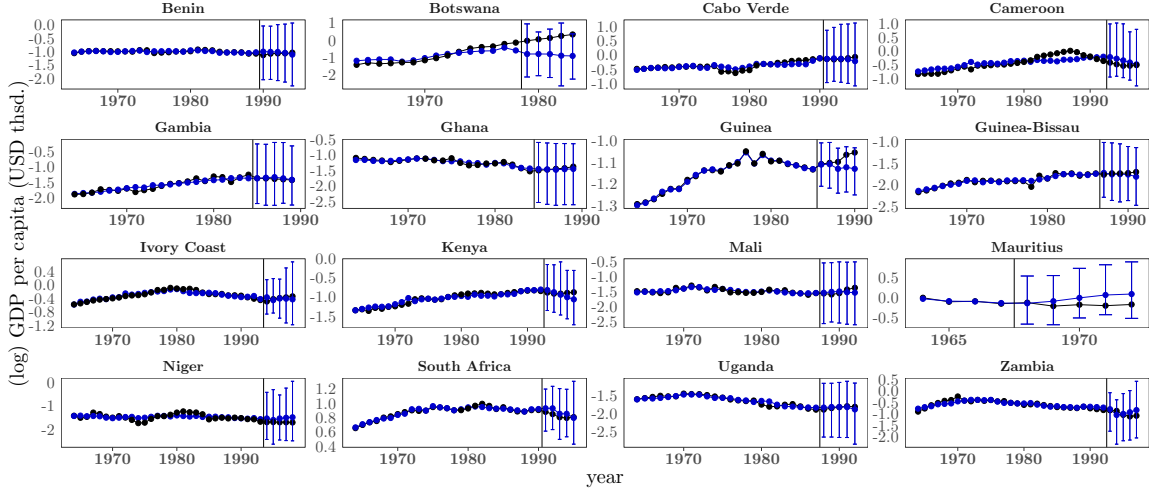 (log) GDP per capita (USD thsd.)
Benin
0.0
-0.5
-1.0
-1.5
-2.0
1970 1980 1990
Botswana
1
0
-1
-2
1970 1980
Cabo Verde
1.0
0.5
0.0
-0.5
1970 1980 1990
Cameroon
1.0
0.5
0.0
-0.5
-1.0
1970 1980 1990
Gambia
-0.5
-1.0
-1.5
-2.0
1970 1980 1990
Ghana
-0.5
-1.0
-1.5
-2.0
-2.5
1970 1980 1990
Guinea
-1.0
-1.1
-1.2
-1.3
1970 1980 1990
Guinea-Bissau
-1.0
-1.5
-2.0
-2.5
1970 1980 1990
Ivory Coast
0.4
0.0
-0.4
-0.8
-1.2
1970 1980 1990
Kenya
0.0
-0.5
-1.0
-1.5
1970 1980 1990
Mali
-0.5
-1.0
-1.5
-2.0
-2.5
1970 1980 1990
Mauritius
0.5
0.0
-0.5
1965 1970
Niger
0
-1
-2
1970 1980 1990
South Africa
1.2
1.0
0.8
0.6
0.4
1970 1980 1990
Uganda
-1.5
-2.0
-2.5
1970 1980 1990
Zambia
0.5
0.0
-0.5
-1.0
-1.5
-2.0
1970 1980 1990
year